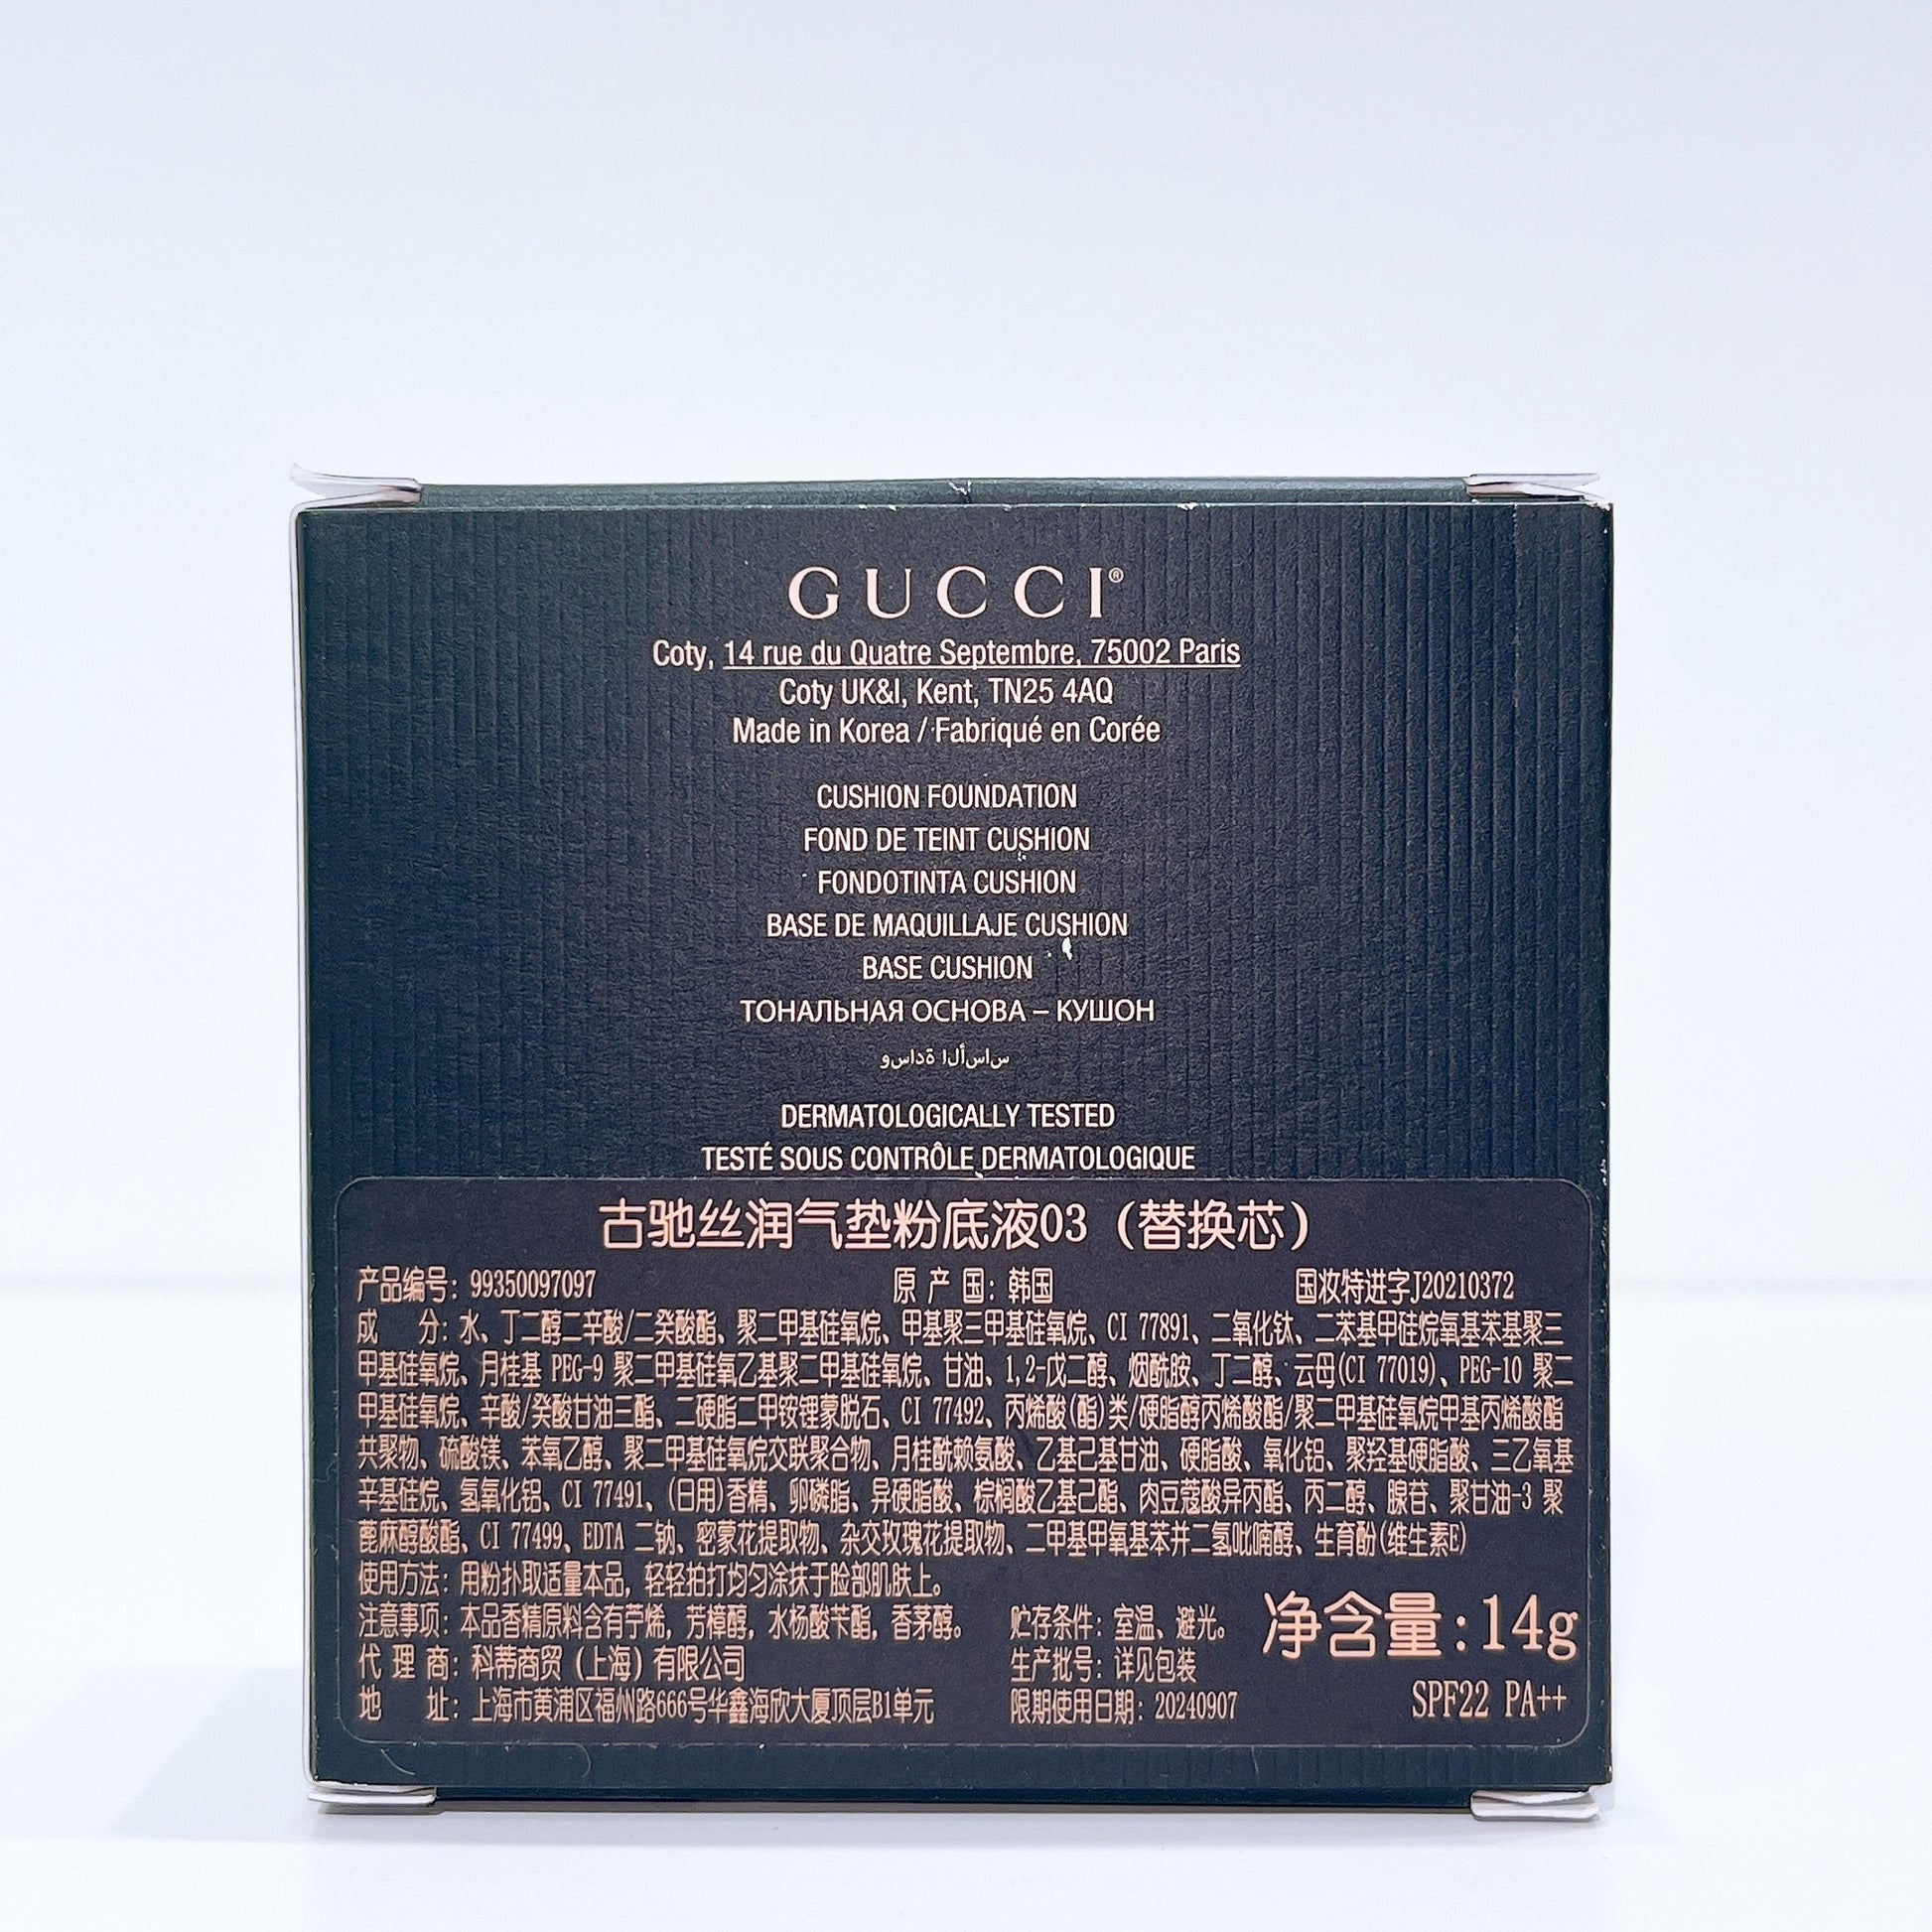 GUCCI®
Coty, 14 rue du Quatre Septembre, 75002 Paris
Coty UK&I, Kent, TN25 4AQ
Made in Korea / Fabriqué en Corée
CUSHION FOUNDATION
FOND DE TEINT CUSHION
FONDOTINTA CUSHION
BASE DE MAQUILLAJE CUSHION
BASE CUSHION
ТОНАЛЬНАЯ ОСНОВА – КУШОН
وسادة الأساس
DERMATOLOGICALLY TESTED
TESTÉ SOUS CONTRÔLE DERMATOLOGIQUE
古驰丝润气垫粉底液03（替换芯）
产品编号: 99350097097 原 产 国: 韩国 国妆特进字J20210372
成 分: 水、丁二醇二辛酸/二癸酸酯、聚二甲基硅氧烷、甲基聚三甲基硅氧烷、CI 77891、二氧化钛、二苯基甲硅烷氧基苯基聚三
甲基硅氧烷、月桂基 PEG-9 聚二甲基硅氧乙基聚二甲基硅氧烷、甘油、1,2-戊二醇、烟酰胺、丁二醇、云母(CI 77019)、PEG-10 聚二
甲基硅氧烷、辛酸/癸酸甘油三酯、二硬脂二甲铵锂蒙脱石、CI 77492、丙烯酸(酯)类/硬脂醇丙烯酸酯/聚二甲基硅氧烷甲基丙烯酸酯
共聚物、硫酸镁、苯氧乙醇、聚二甲基硅氧烷交联聚合物、月桂酰赖氨酸、乙基己基甘油、硬脂酸、氧化铝、聚羟基硬脂酸、三乙氧基
辛基硅烷、氢氧化铝、CI 77491、(日用)香精、卵磷脂、异硬脂酸、棕榈酸乙基己酯、肉豆蔻酸异丙酯、丙二醇、腺苷、聚甘油-3 聚
蓖麻醇酸酯、CI 77499、EDTA 二钠、密蒙花提取物、杂交玫瑰花提取物、二甲基甲氧基苯并二氢吡喃醇、生育酚(维生素E)
使用方法: 用粉扑取适量本品, 轻轻拍打均匀涂抹于脸部肌肤上。
注意事项: 本品香精原料含有苧烯, 芳樟醇, 水杨酸苄酯, 香茅醇。 贮存条件: 室温、避光。 净含量:14g
代 理 商: 科蒂商贸（上海）有限公司 生产批号: 详见包装
地 址: 上海市黄浦区福州路666号华鑫海欣大厦顶层B1单元 限期使用日期: 20240907 SPF22 PA++